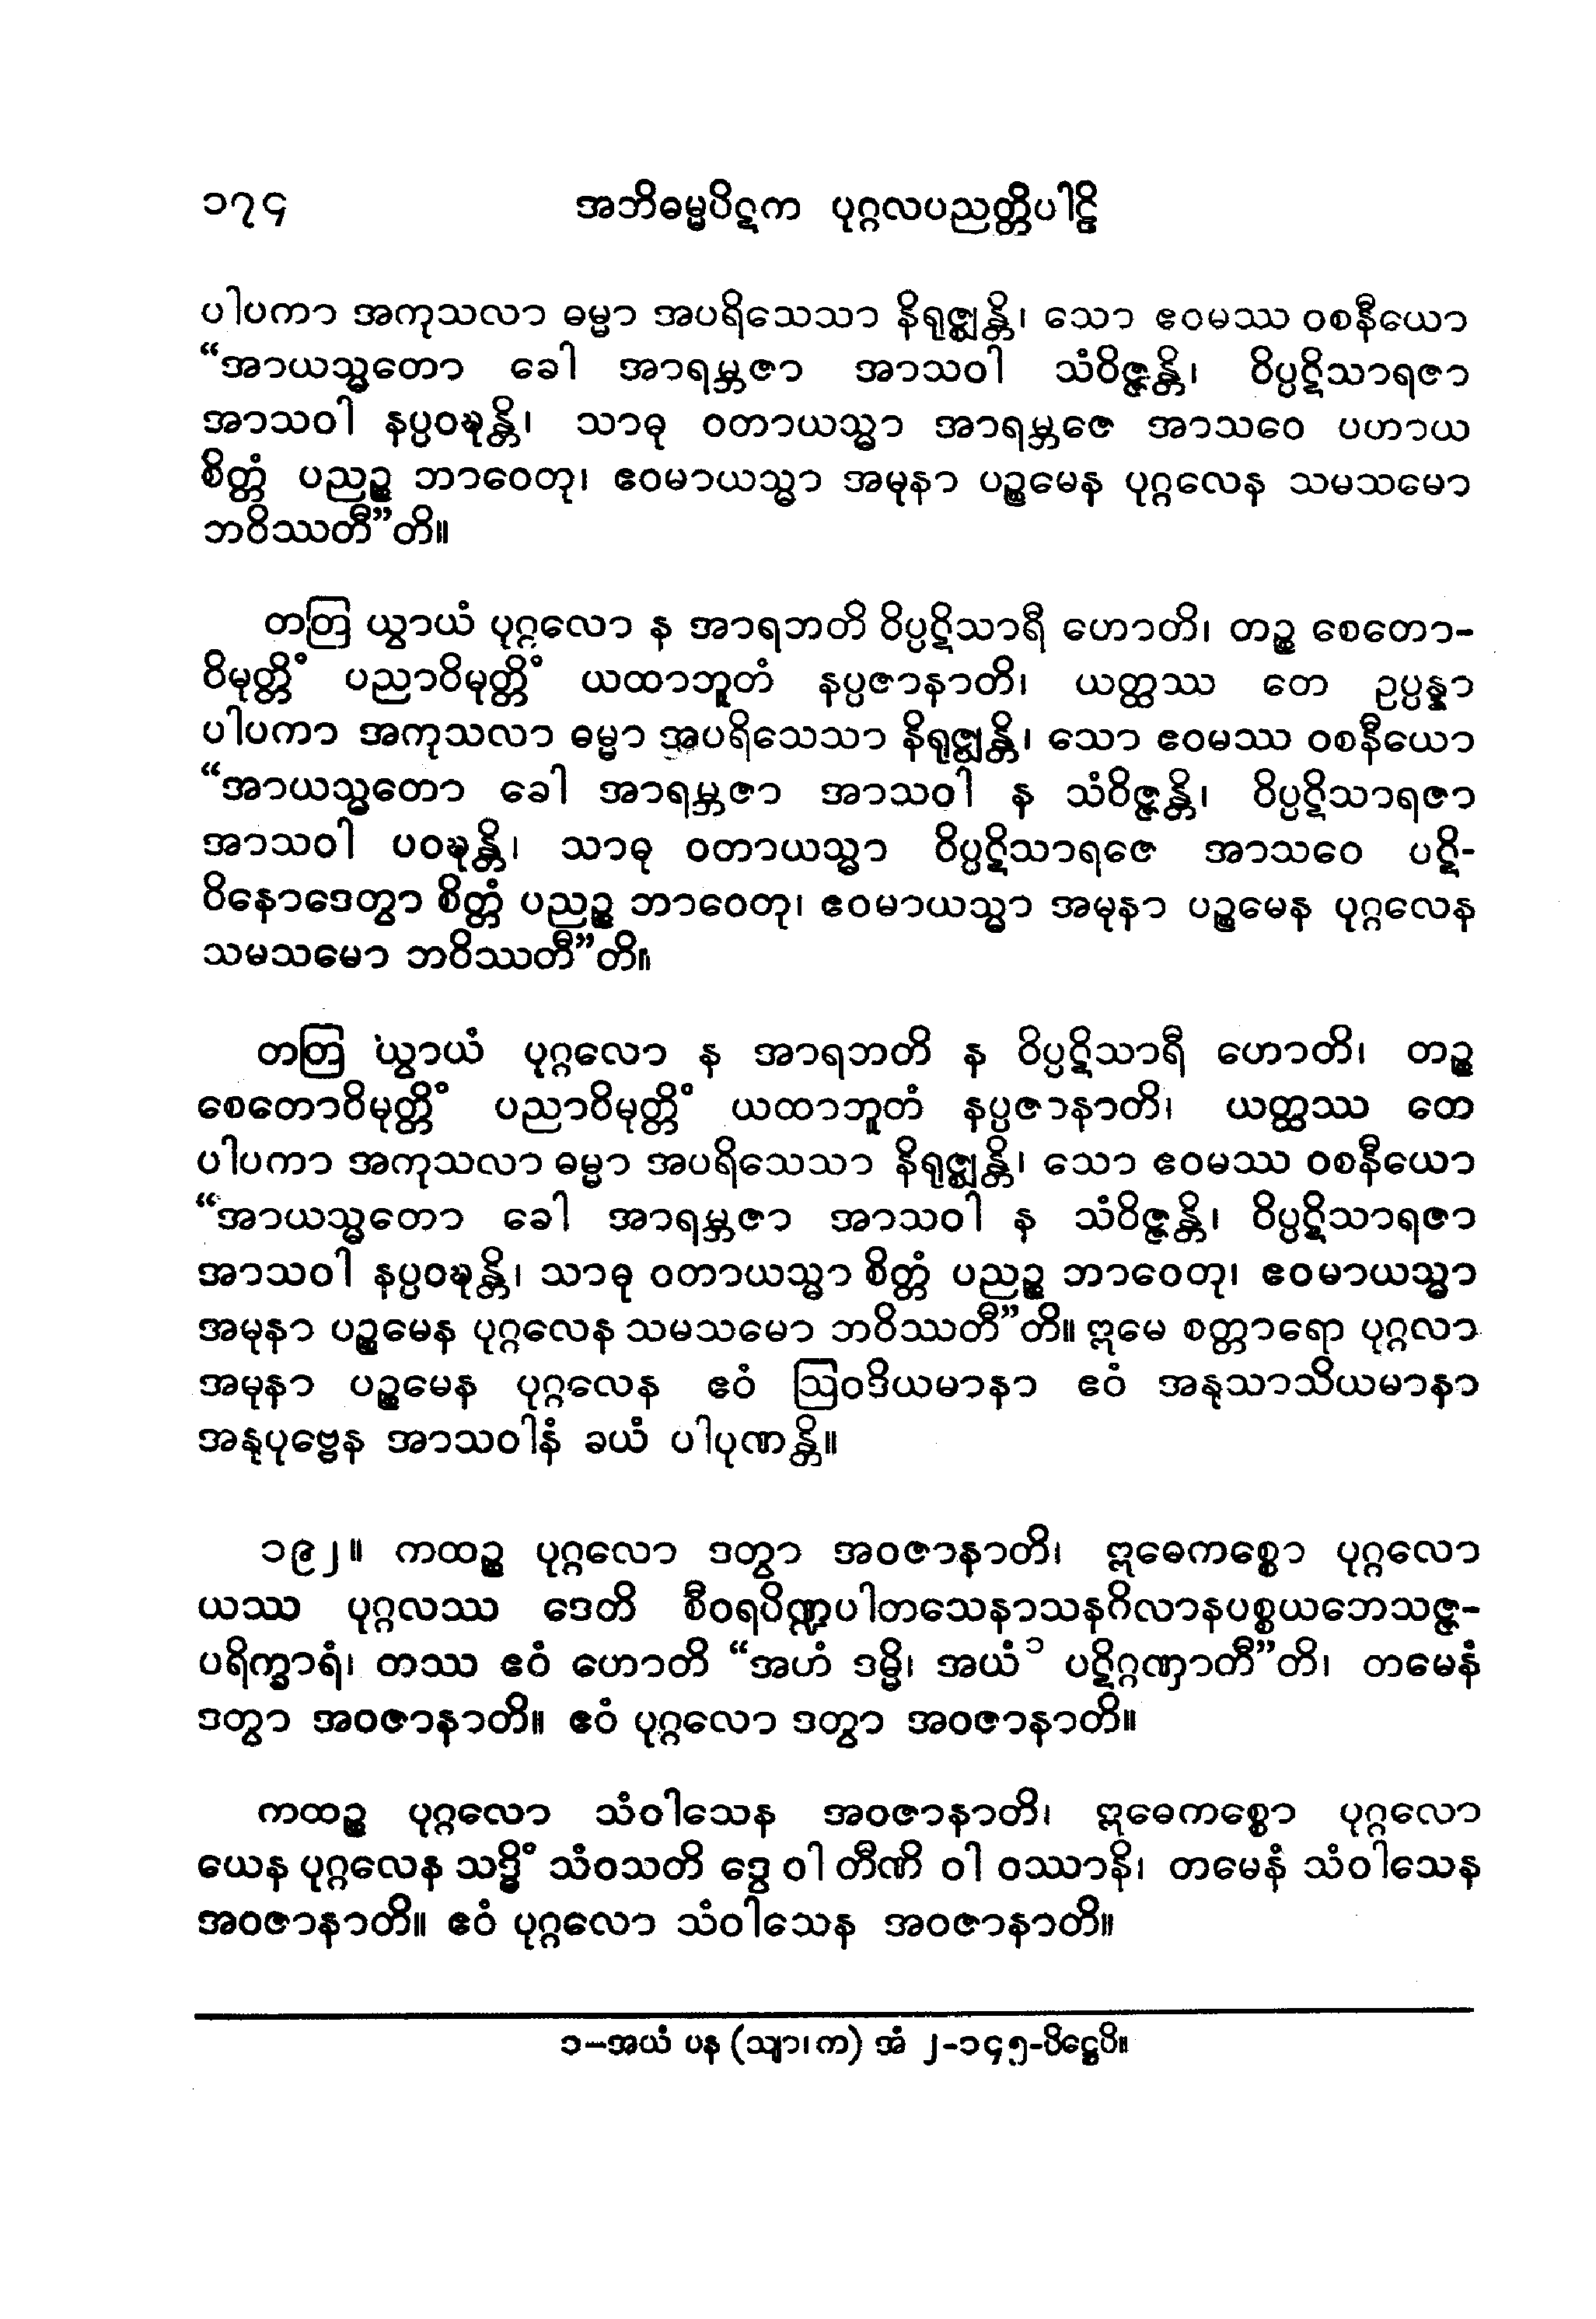 ၁၇၄ အဘိဓမ္မပိဋက ပုဂ္ဂလပညတ္တိပါဠိ
ပါပကာ အကုသလာ ဓမ္မာ အပရိသေသာ နိရုဇ္ဈန္တိ၊ သော ဧဝမဿ ဝစနီယော
“အာယသ္မတော ခေါ အာရမ္ဘဇာ အာသဝါ သံဝိဇ္ဇန္တိ၊ ဝိပ္ပဋိသာရဇာ
အာသဝါ နပ္ပဝဍ္ဎန္တိ၊ သာဓု ဝတာယသ္မာ အာရမ္ဘဇေ အာသဝေ ပဟာယ
စိတ္တံ ပညဉ္စ ဘာဝေတု၊ ဧဝမာယသ္မာ အမုနာ ပဉ္စမေန ပုဂ္ဂလေန သမသမော
ဘဝိဿတီ”တိ။
တတြ ယွာယံ ပုဂ္ဂလော န အာရဘတိ ဝိပ္ပဋိသာရီ ဟောတိ၊ တဉ္စ စေတော-
ဝိမုတ္တိံ ပညာဝိမုတ္တိံ ယထာဘူတံ နပ္ပဇာနာတိ၊ ယတ္ထဿ တေ ဥပ္ပန္နာ
ပါပကာ အကုသလာ ဓမ္မာ အပရိသေသာ နိရုဇ္ဈန္တိ၊ သော ဧဝမဿ ဝစနီယော
“အာယသ္မတော ခေါ အာရမ္ဘဇာ အာသဝါ န သံဝိဇ္ဇန္တိ၊ ဝိပ္ပဋိသာရဇာ
အာသဝါ ပဝဍ္ဎန္တိ၊ သာဓု ဝတာယသ္မာ ဝိပ္ပဋိသာရဇေ အာသဝေ ပဋိ-
ဝိနောဒေတွာ စိတ္တံ ပညဉ္စ ဘာဝေတု၊ ဧဝမာယသ္မာ အမုနာ ပဉ္စမေန ပုဂ္ဂလေန
သမသမော ဘဝိဿတီ”တိ။
တတြ ယွာယံ ပုဂ္ဂလော န အာရဘတိ န ဝိပ္ပဋိသာရီ ဟောတိ၊ တဉ္စ
စေတောဝိမုတ္တိံ ပညာဝိမုတ္တိံ ယထာဘူတံ နပ္ပဇာနာတိ၊ ယတ္ထဿ တေ
ပါပကာ အကုသလာ ဓမ္မာ အပရိသေသာ နိရုဇ္ဈန္တိ၊ သော ဧဝမဿ ဝစနီယော
“အာယသ္မတော ခေါ အာရမ္ဘဇာ အာသဝါ န သံဝိဇ္ဇန္တိ၊ ဝိပ္ပဋိသာရဇာ
အာသဝါ နပ္ပဝဍ္ဎန္တိ၊ သာဓု ဝတာယသ္မာ စိတ္တံ ပညဉ္စ ဘာဝေတု၊ ဧဝမာယသ္မာ
အမုနာ ပဉ္စမေန ပုဂ္ဂလေန သမသမော ဘဝိဿတီ”တိ။ ဣမေ စတ္တာရော ပုဂ္ဂလာ
အမုနာ ပဉ္စမေန ပုဂ္ဂလေန ဧဝံ ဩဝဒိယမာနာ ဧဝံ အနုသာသိယမာနာ
အနုပုဗ္ဗေန အာသဝါနံ ခယံ ပါပုဏန္တိ။
၁၉၂။ ကထဉ္စ ပုဂ္ဂလော ဒတွာ အဝဇာနာတိ၊ ဣဓေကစ္စော ပုဂ္ဂလော
ယဿ ပုဂ္ဂလဿ ဒေတိ စီဝရပိဏ္ဍပါတသေနာသနဂိလာနပစ္စယဘေသဇ္ဇ-
ပရိက္ခာရံ၊ တဿ ဧဝံ ဟောတိ “အဟံ ဒမ္မိ၊ အယံ၁ ပဋိဂ္ဂဏှာတီ”တိ၊ တမေနံ
ဒတွာ အဝဇာနာတိ။ ဧဝံ ပုဂ္ဂလော ဒတွာ အဝဇာနာတိ။
ကထဉ္စ ပုဂ္ဂလော သံဝါသေန အဝဇာနာတိ၊ ဣဓေကစ္စော ပုဂ္ဂလော
ယေန ပုဂ္ဂလေန သဒ္ဓိံ သံဝသတိ ဒွေ ဝါ တီဏိ ဝါ ဝဿာနိ၊ တမေနံ သံဝါသေန
အဝဇာနာတိ။ ဧဝံ ပုဂ္ဂလော သံဝါသေန အဝဇာနာတိ။
၁–အယံ ပန (သျာ၊ က) အံ ၂-၁၄၅-ပိဋ္ဌေပိ။